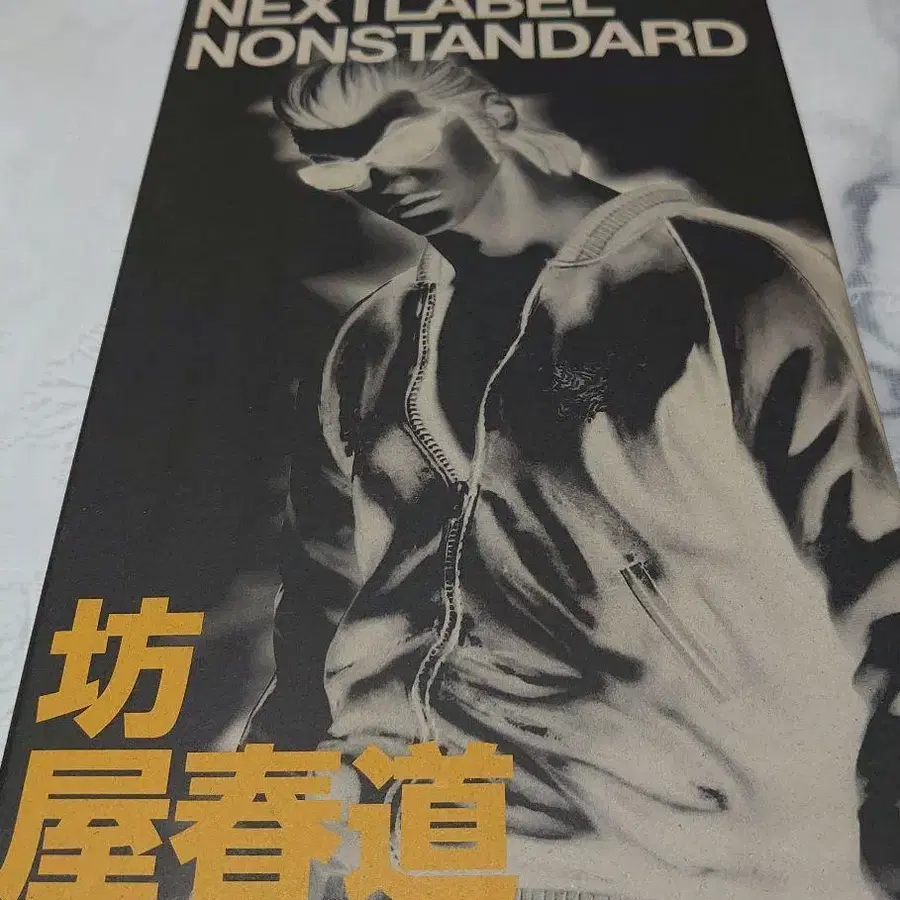 NEXTLABEL
NONSTANDARD
坊
屋春道